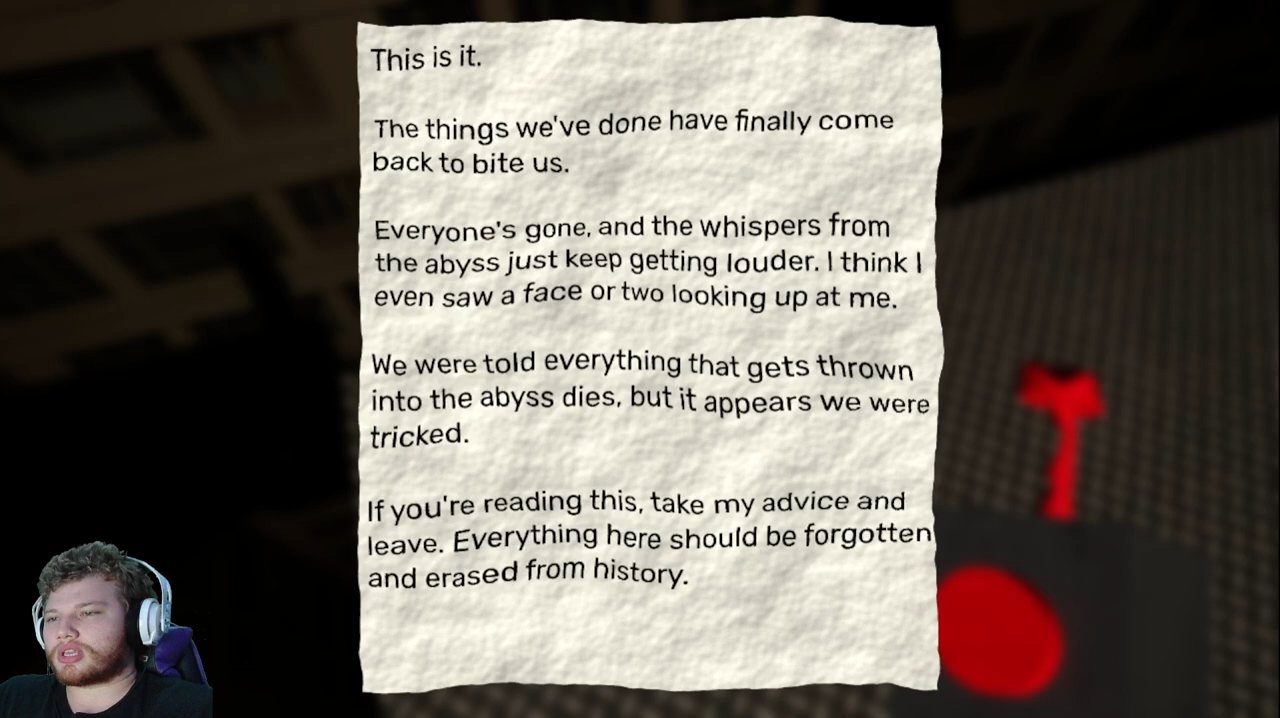 This is it.
The things we've done have finally come
back to bite us.
Everyone's gone, and the whispers from
the abyss just keep getting louder. I think I
even saw a face or two looking up at me.
We were told everything that gets thrown
into the abyss dies, but it appears we were
tricked.
If you're reading this, take my advice and
leave. Everything here should be forgotten
and erased from history.